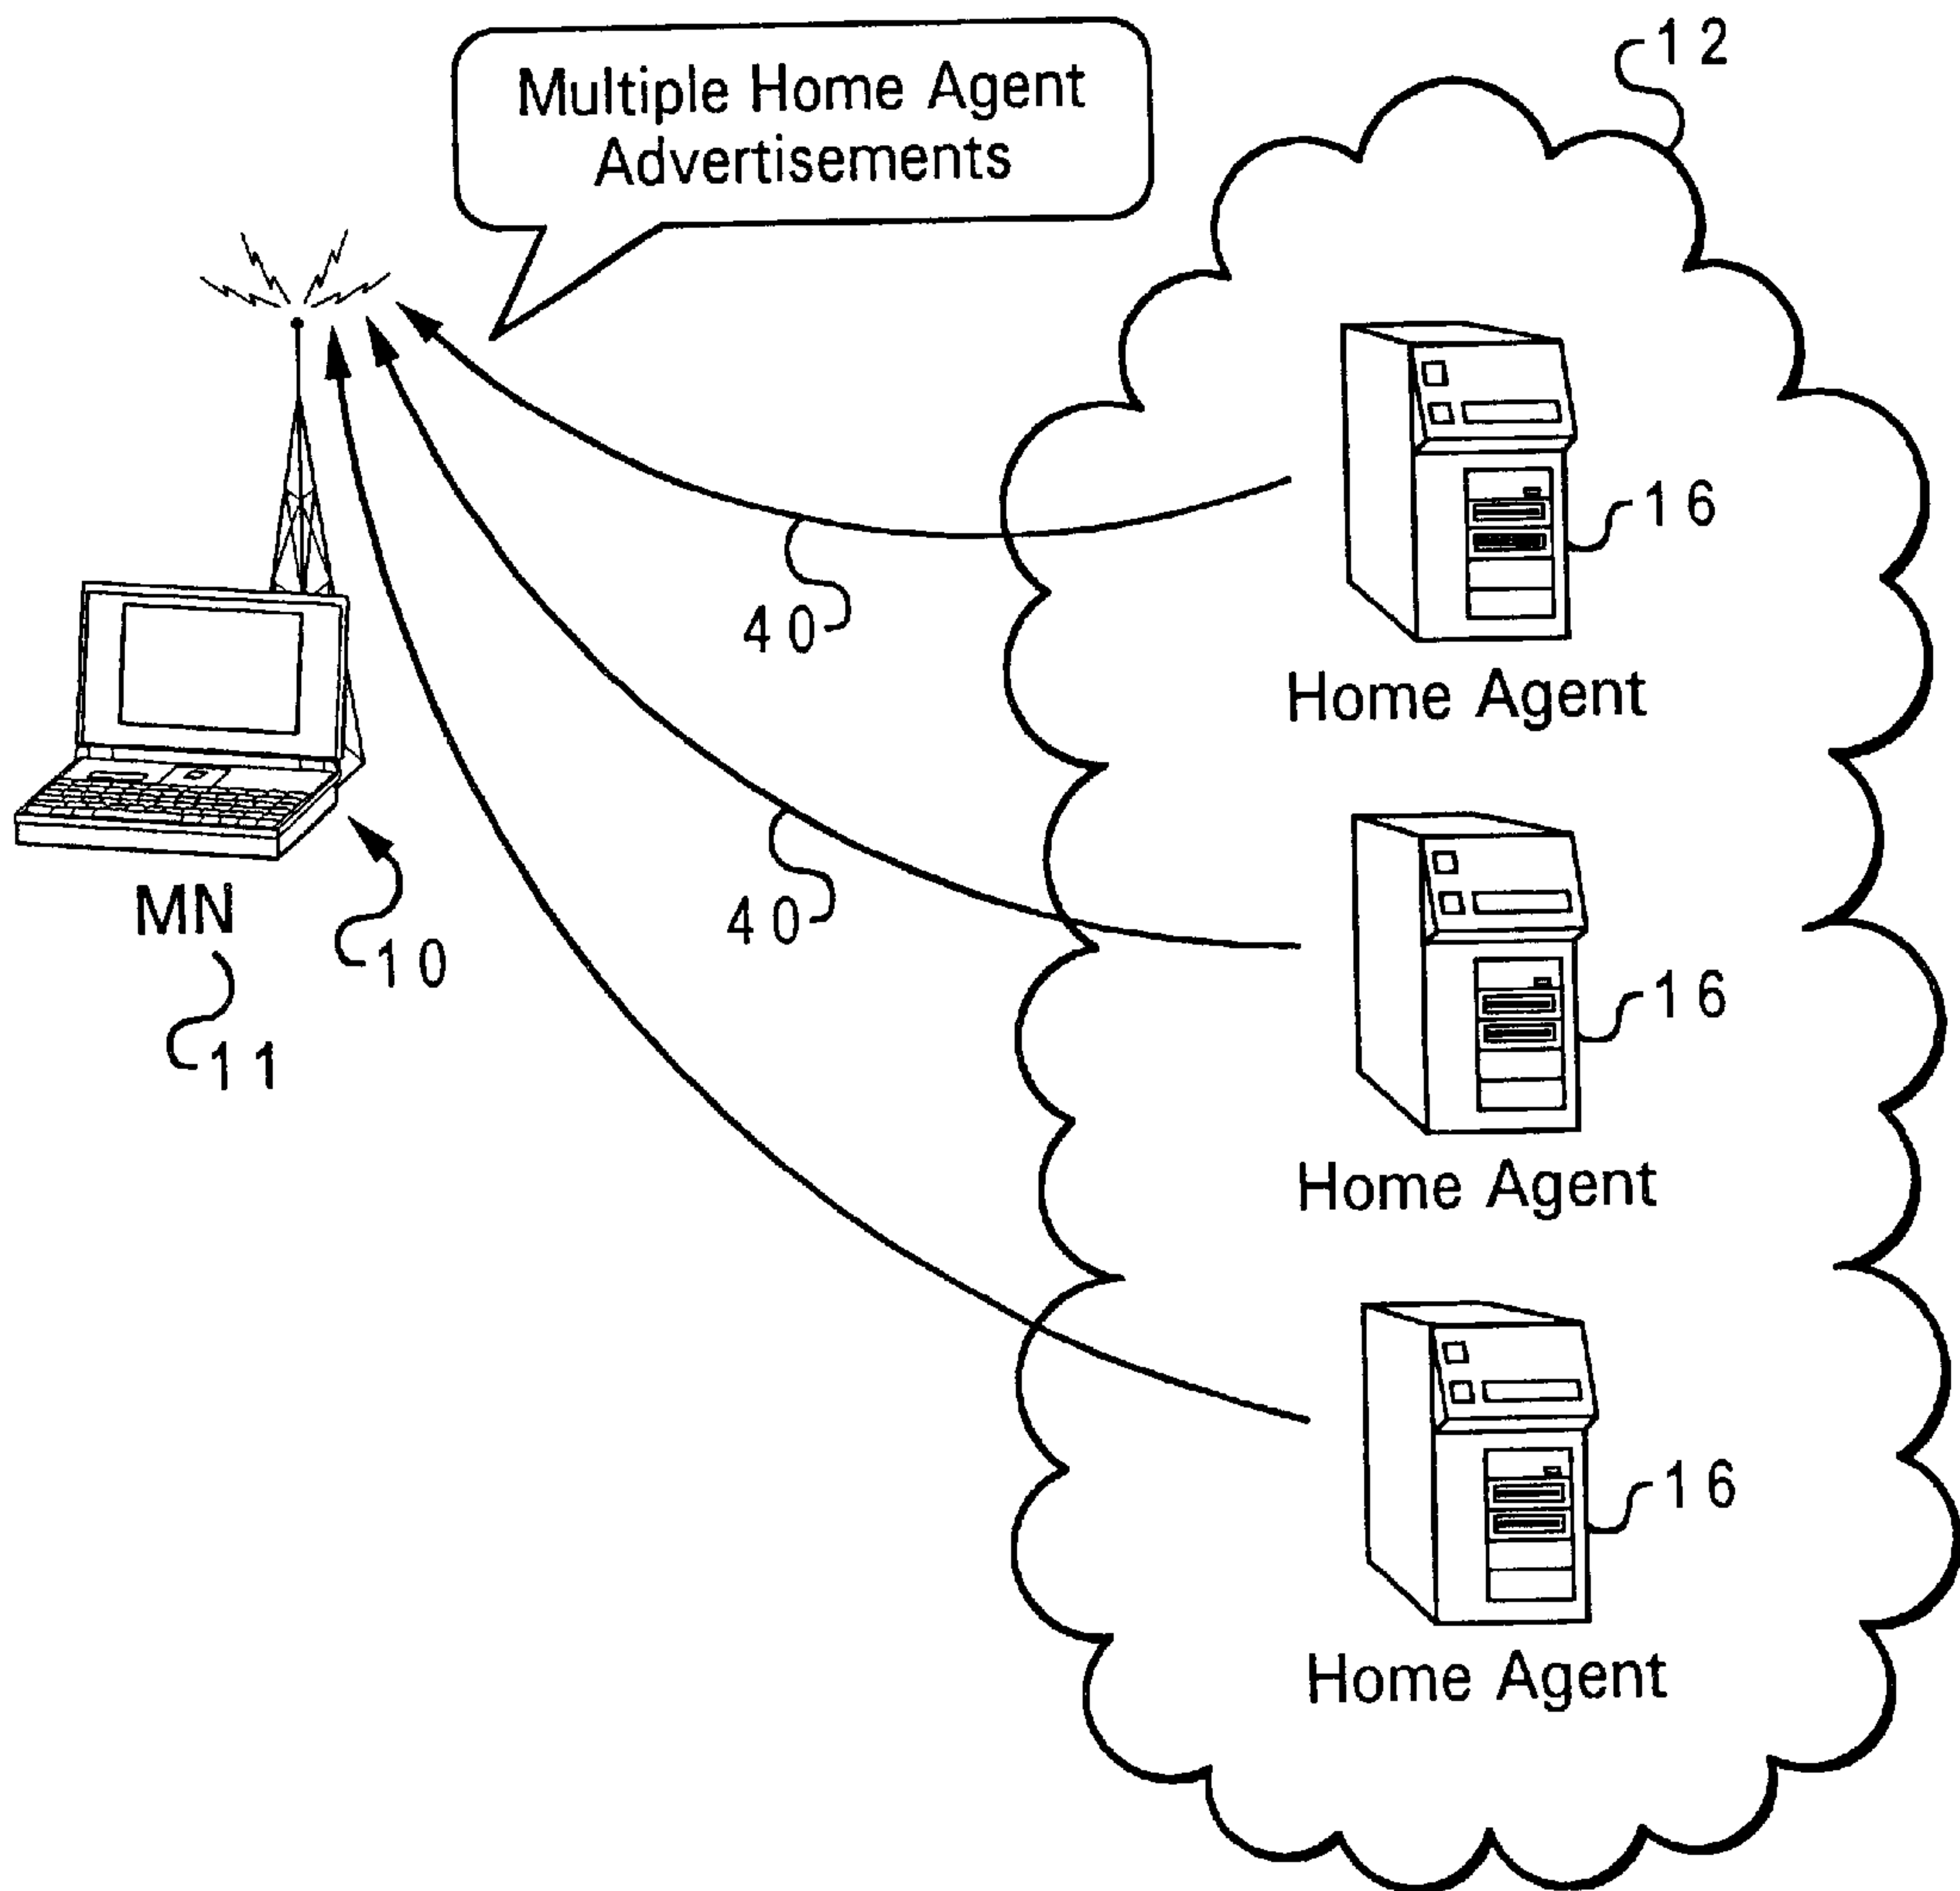 Multiple Home Agent
Advertisements
12
16
40
Home Agent
MN
10
40
11
16
Home Agent
16
Home Agent